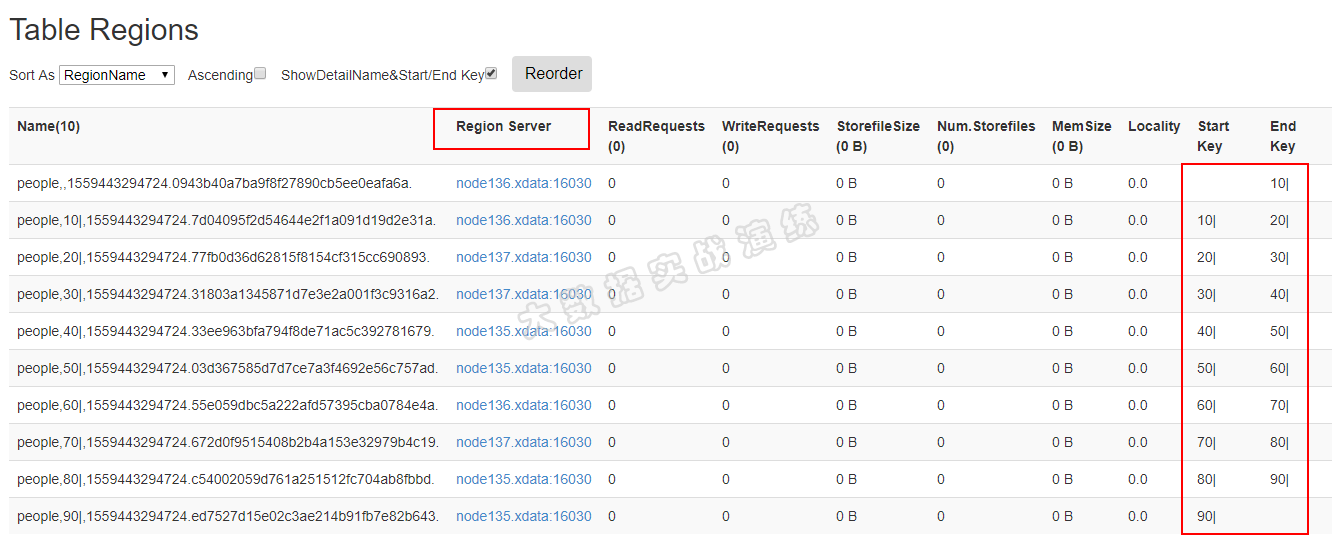 Table Regions
Sort As RegionName Ascending ShowDetailName&Start/End Key Reorder
Name(10) Region Server ReadRequests (0) WriteRequests (0) StorefileSize (0 B) Num.Storefiles (0) MemSize (0 B) Locality Start Key End Key
people,,1559443294724.0943b40a7ba9f8f27890cb5ee0eafa6a. node136.xdata:16030 0 0 0 B 0 0 B 0.0 10|
people,10|,1559443294724.7d04095f2d54644e2f1a091d19d2e31a. node136.xdata:16030 0 0 0 B 0 0 B 0.0 10| 20|
people,20|,1559443294724.77fb0d36d62815f8154cf315cc690893. node137.xdata:16030 0 0 0 B 0 0 B 0.0 20| 30|
people,30|,1559443294724.31803a1345871d7e3e2a001f3c9316a2. node137.xdata:16030 0 0 0 B 0 0 B 0.0 30| 40|
people,40|,1559443294724.33ee963bfa794f8de71ac5c392781679. node135.xdata:16030 0 0 0 B 0 0 B 0.0 40| 50|
people,50|,1559443294724.03d367585d7d7ce7a3f4692e56c757ad. node135.xdata:16030 0 0 0 B 0 0 B 0.0 50| 60|
people,60|,1559443294724.55e059dbc5a222afd57395cba0784e4a. node136.xdata:16030 0 0 0 B 0 0 B 0.0 60| 70|
people,70|,1559443294724.672d0f9515408b2b4a153e32979b4c19. node137.xdata:16030 0 0 0 B 0 0 B 0.0 70| 80|
people,80|,1559443294724.c54002059d761a251512fc704ab8fbbd. node135.xdata:16030 0 0 0 B 0 0 B 0.0 80| 90|
people,90|,1559443294724.ed7527d15e02c3ae214b91fb7e82b643. node135.xdata:16030 0 0 0 B 0 0 B 0.0 90|
大数据实战演练